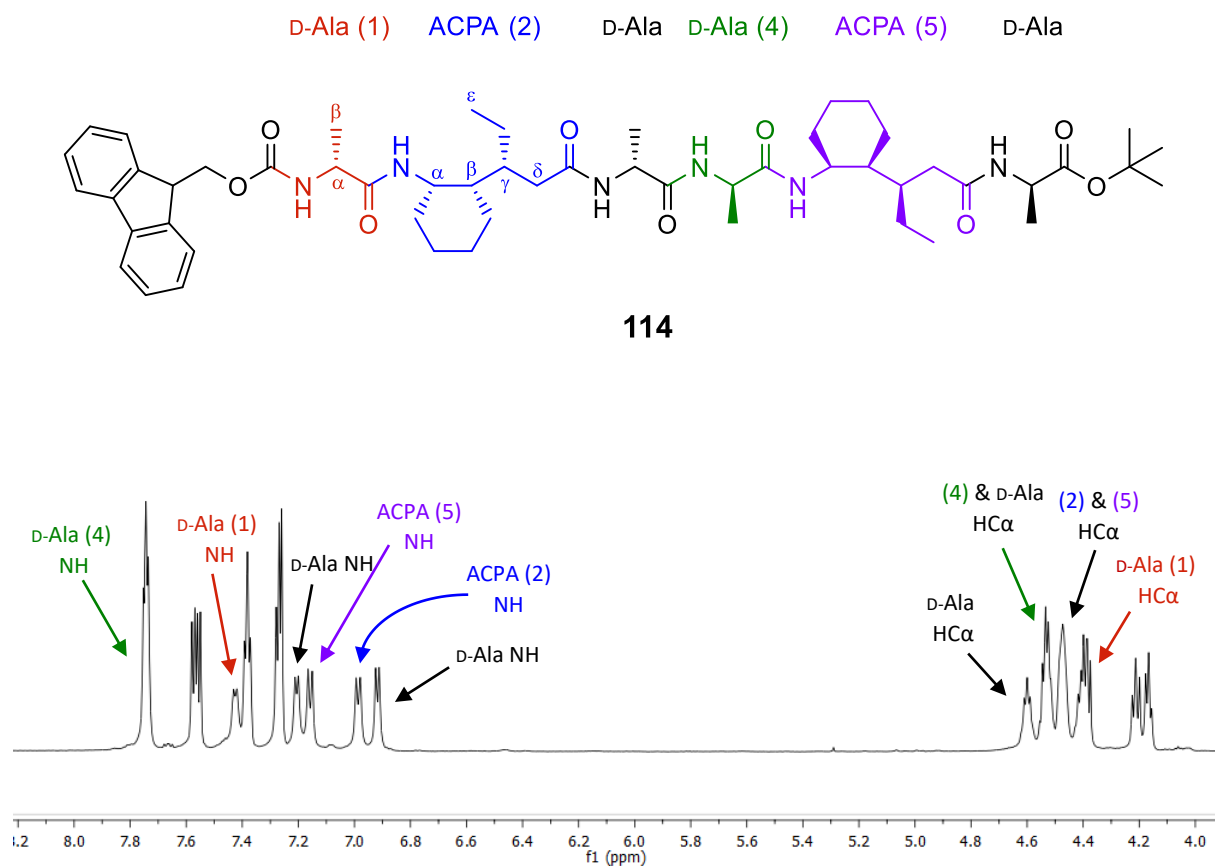 D-Ala (1) ACPA (2) D-Ala D-Ala (4) ACPA (5) D-Ala
ε
β
O H N O H N O H N O
β
α γ δ
α
O N H O N H O N H O N H O N H O
114
D-Ala (4)
NH
D-Ala (1)
NH
D-Ala NH
ACPA (5)
NH
ACPA (2)
NH
D-Ala NH
D-Ala
HCα
(4) & D-Ala
HCα
(2) & (5)
HCα
D-Ala (1)
HCα
8.2 8.0 7.8 7.6 7.4 7.2 7.0 6.8 6.6 6.4 6.2 6.0 5.8 5.6 5.4 5.2 5.0 4.8 4.6 4.4 4.2 4.0
f1 (ppm)